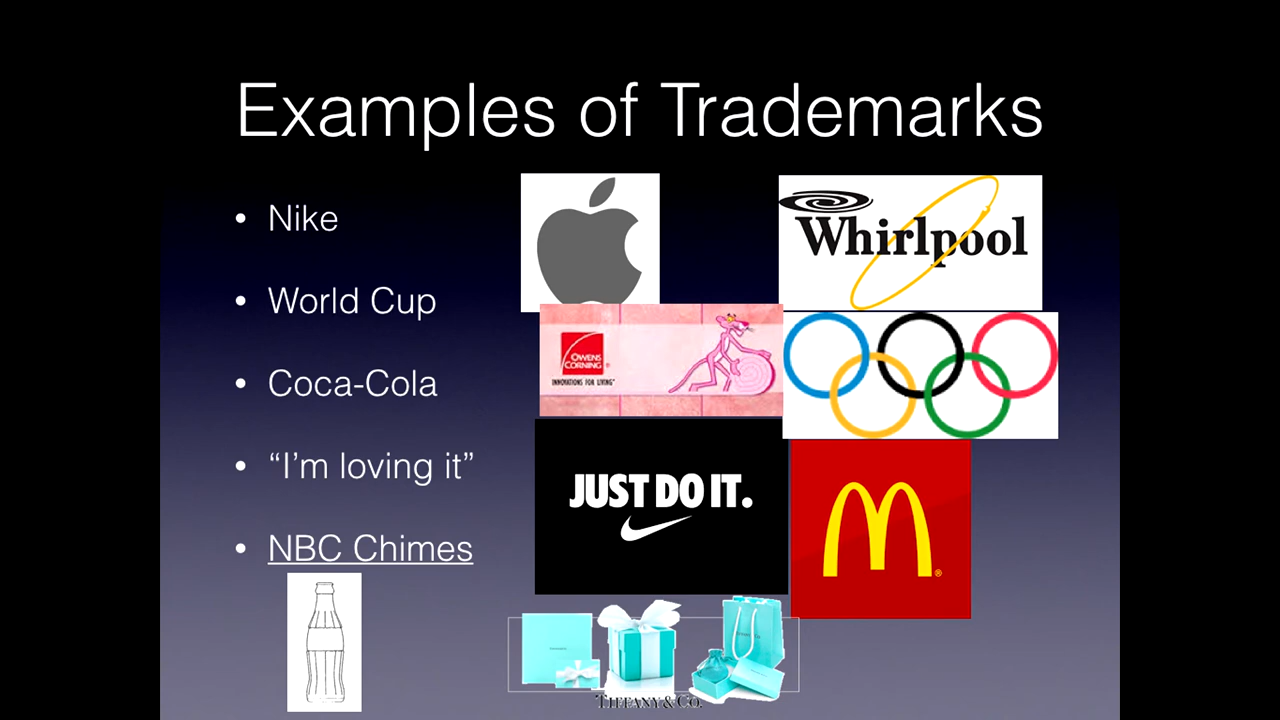 Examples of Trademarks
• Nike
• World Cup
• Coca-Cola
• “I’m loving it”
• NBC Chimes
Whirlpool
OWENS
CORNING
®
INNOVATIONS FOR LIVING™
JUST DO IT.
®
TIFFANY & CO.